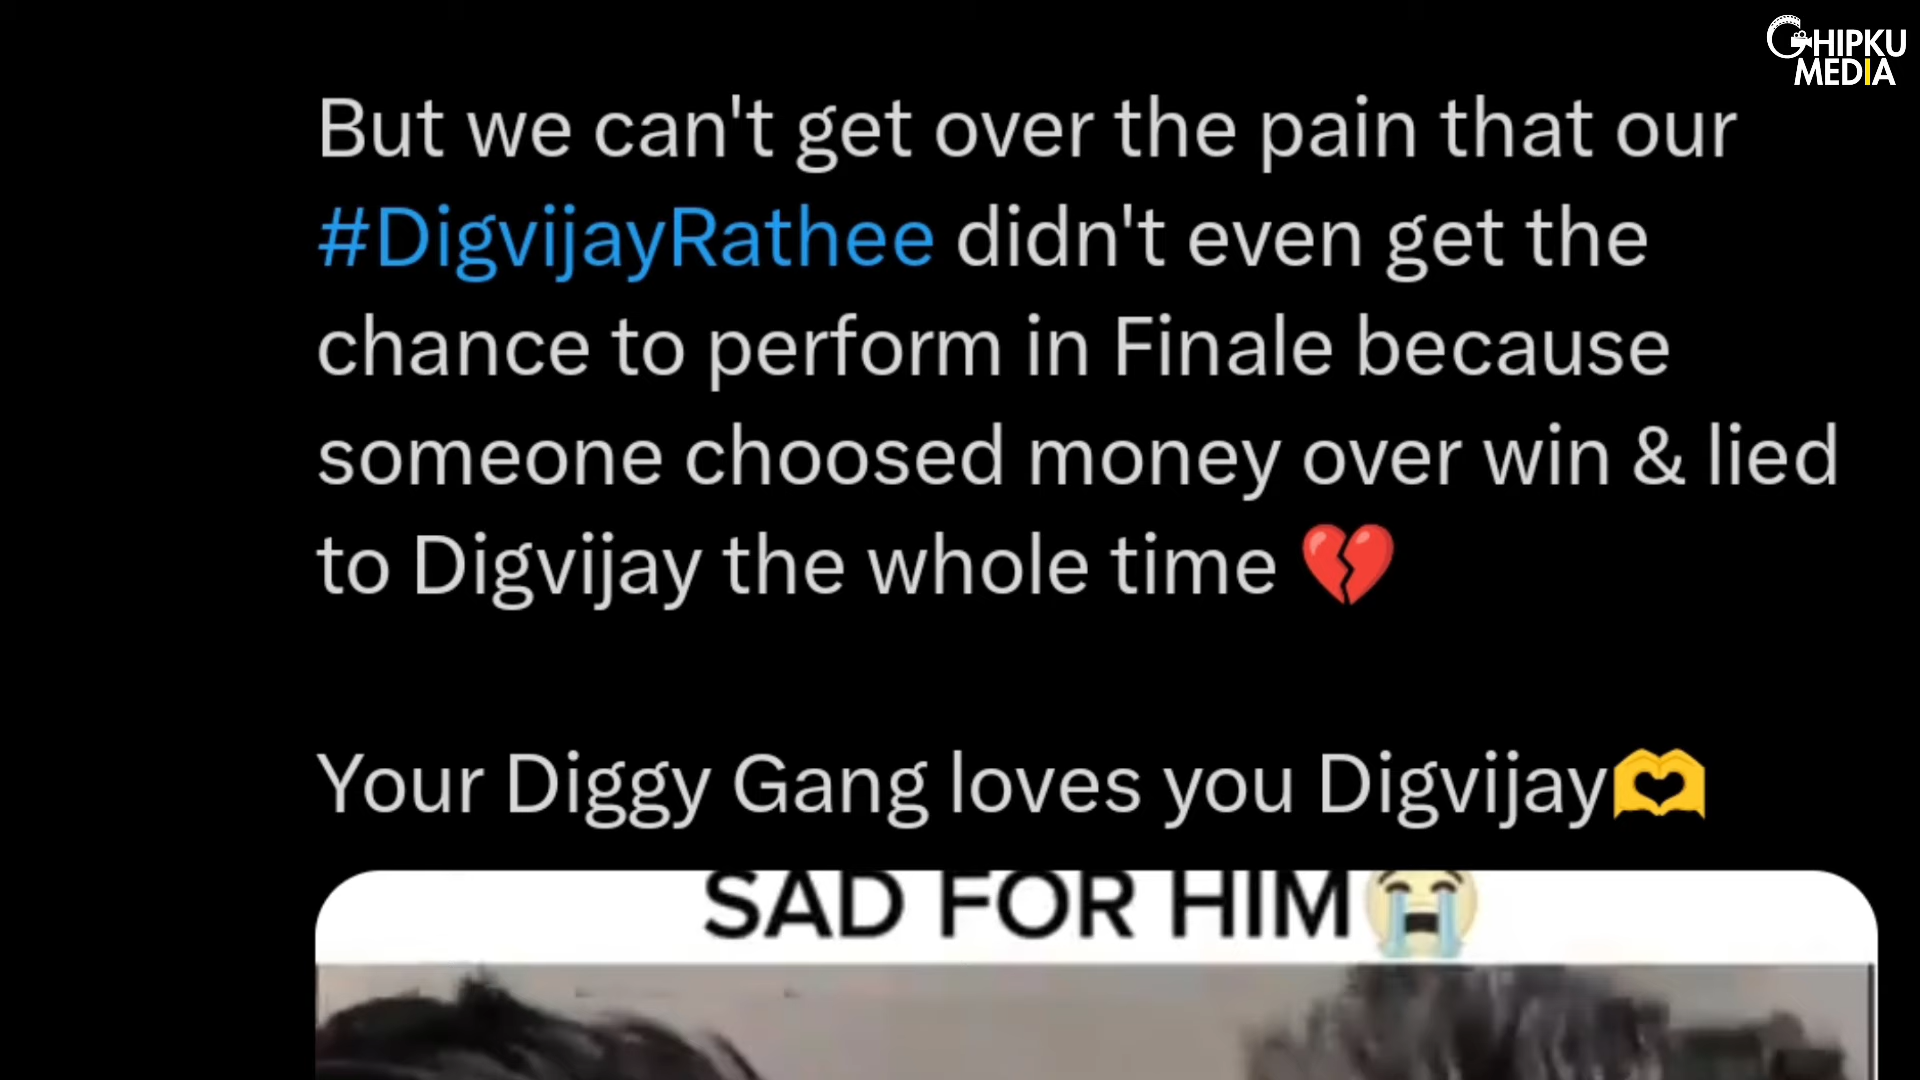 GHIPKU
MEDIA
But we can't get over the pain that our
#DigvijayRathee didn't even get the
chance to perform in Finale because
someone choosed money over win & lied
to Digvijay the whole time 💔
Your Diggy Gang loves you Digvijay🫶
SAD FOR HIM😭